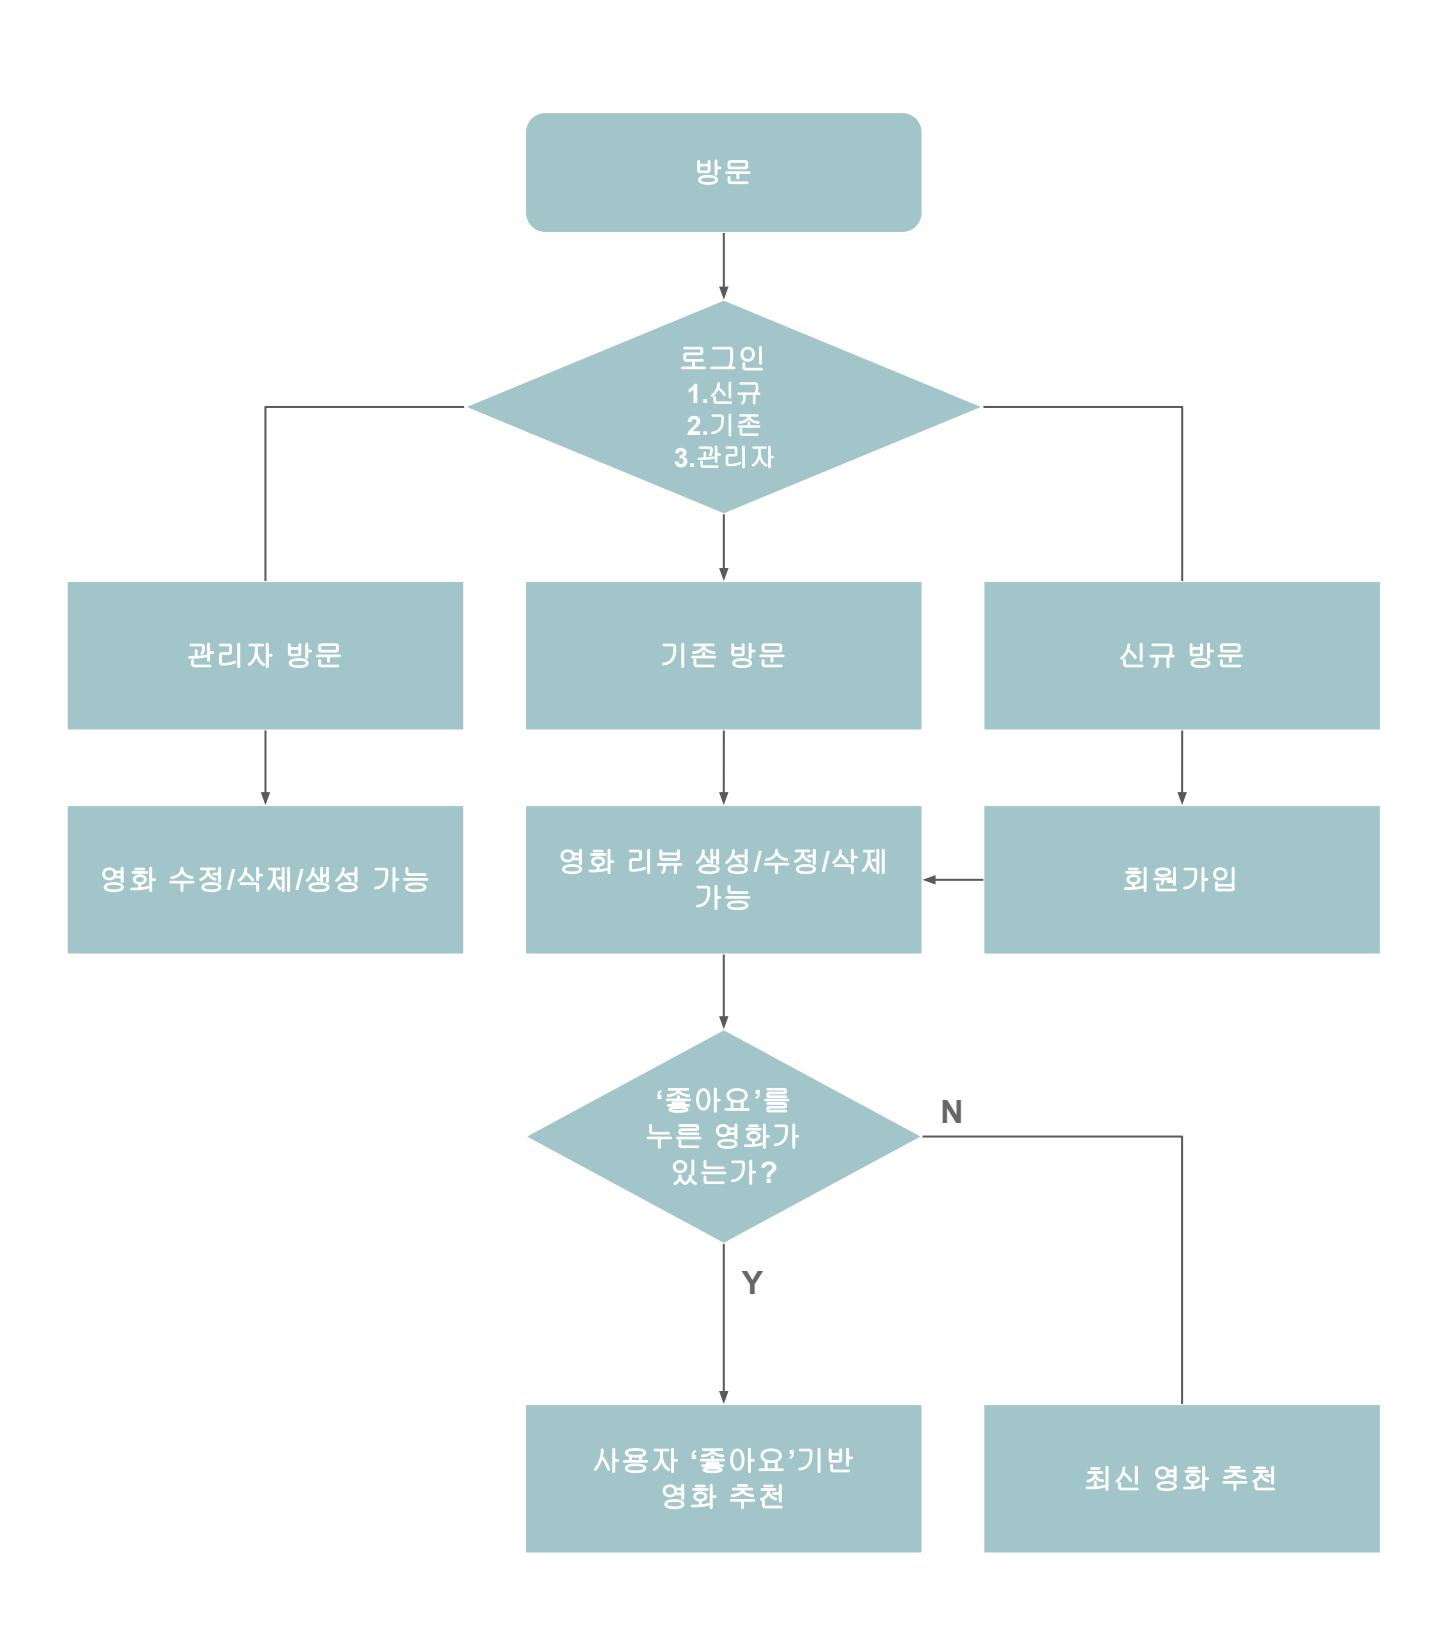 방문
로그인
1.신규
2.기존
3.관리자
관리자 방문
기존 방문
신규 방문
영화 수정/삭제/생성 가능
영화 리뷰 생성/수정/삭제
가능
회원가입
‘좋아요’를
누른 영화가
있는가?
N
Y
사용자 ‘좋아요’기반
영화 추천
최신 영화 추천